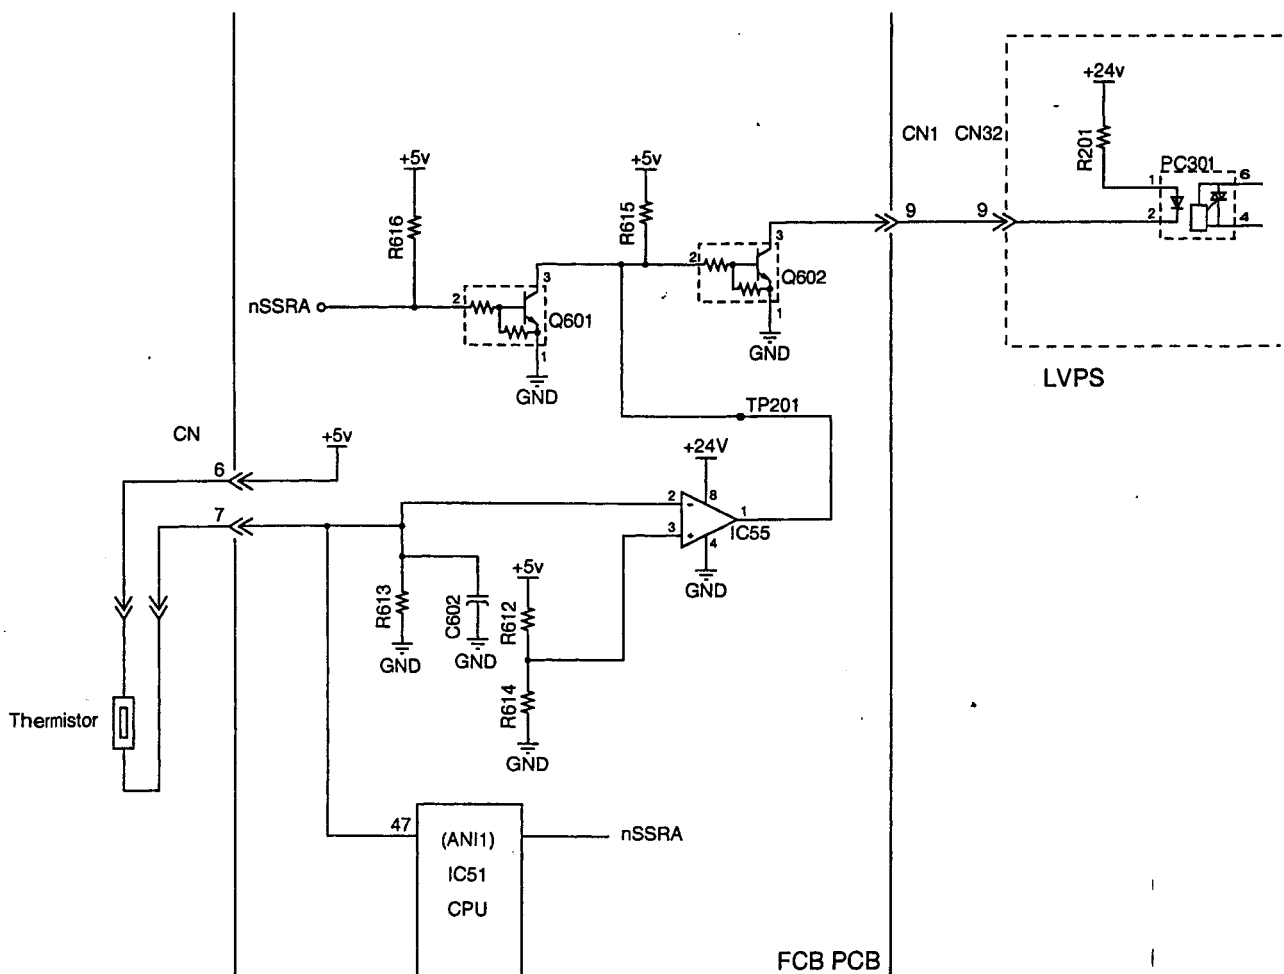 +24v
CN1 CN32
R201
PC301
1
6
2
4
+5v
+5v
R616
R615
9
9
3
2
Q602
1
GND
3
nSSRA
2
Q601
1
GND
LVPS
TP201
CN
+5v
+24V
6
7
2
8
3
1
IC55
4
GND
+5v
R613
C602
R612
GND
GND
R614
GND
Thermistor
47
(ANI1)
nSSRA
IC51
CPU
FCB PCB